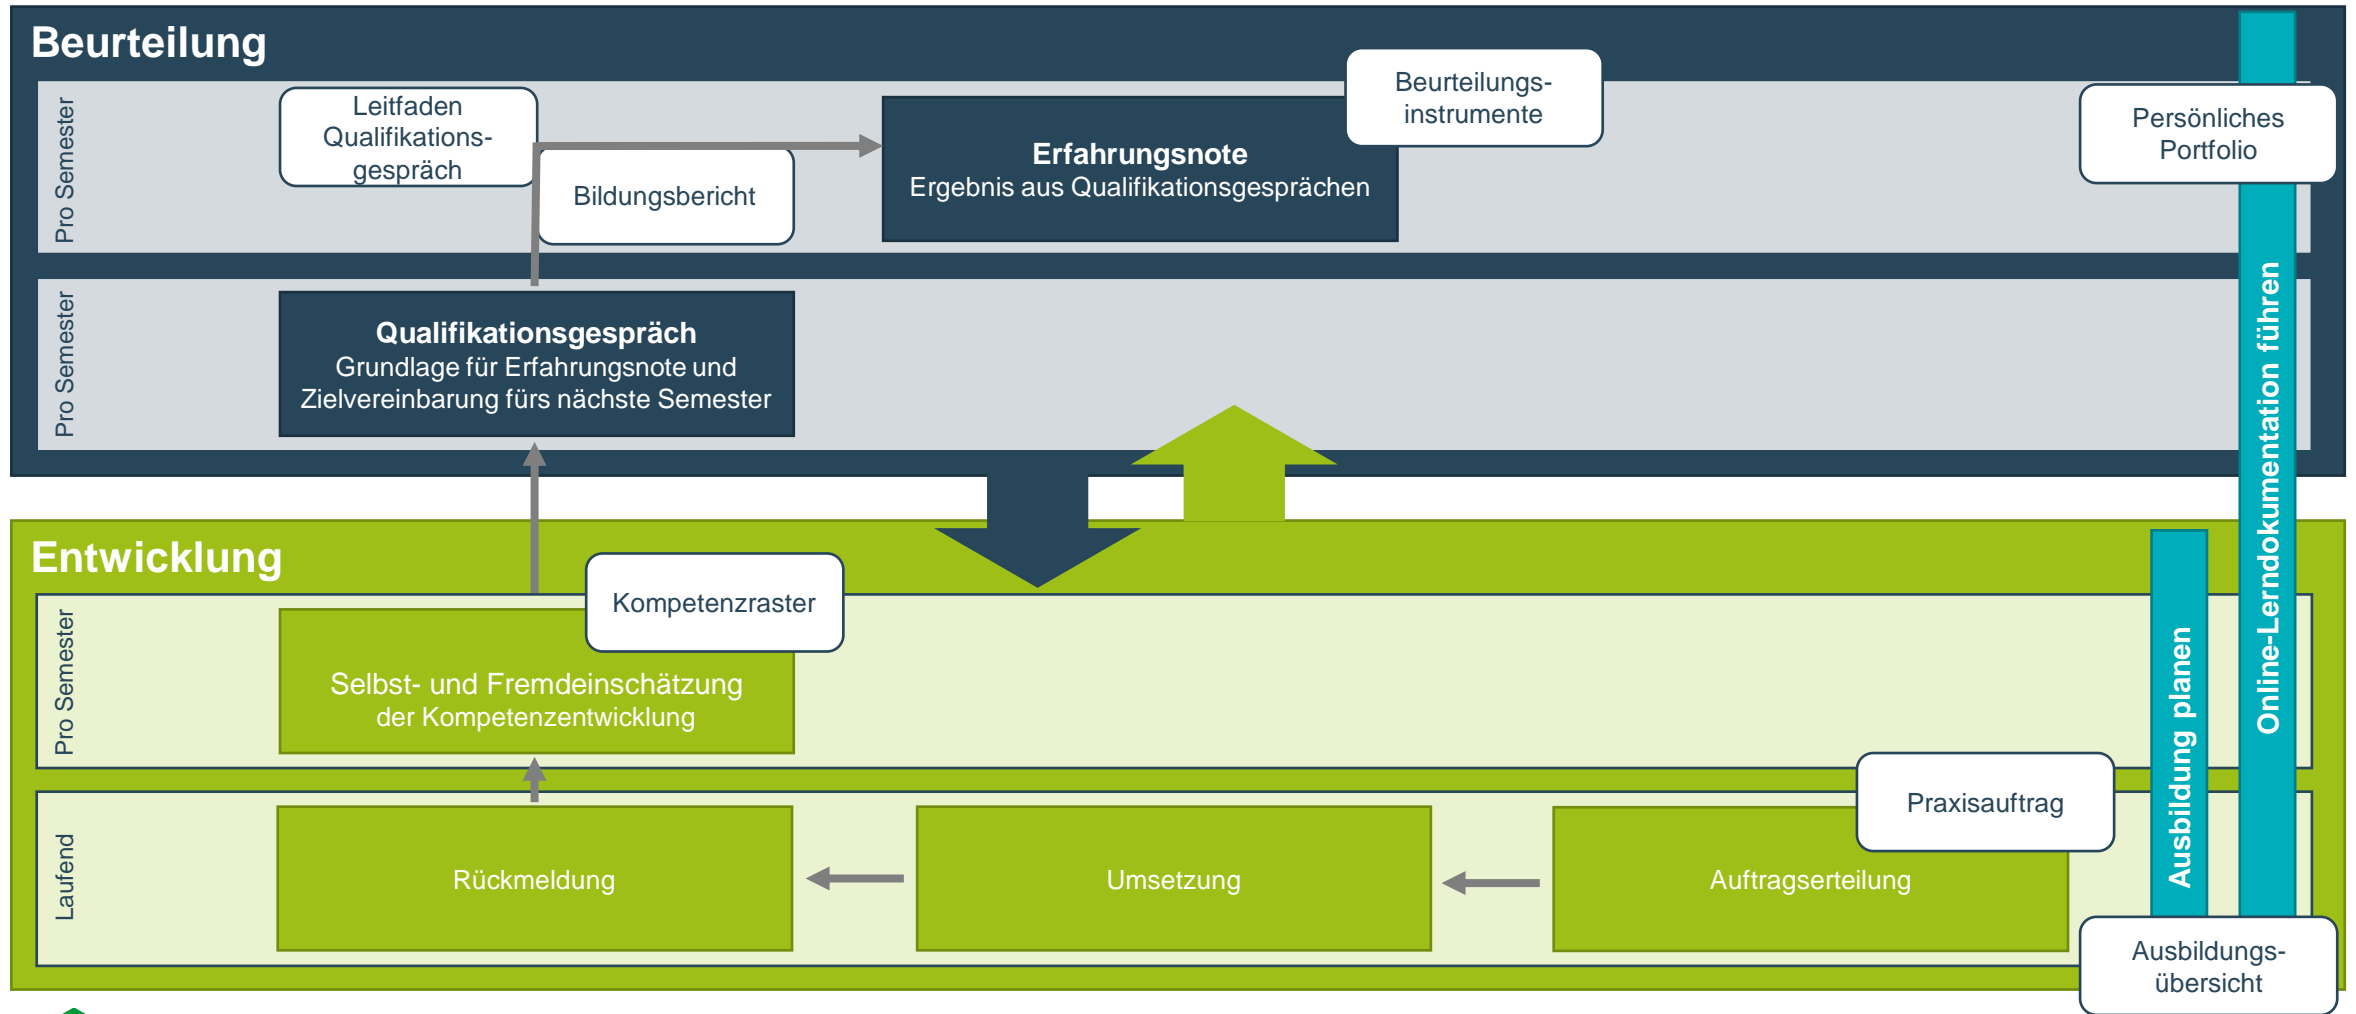 Beurteilung
Pro Semester
Leitfaden
Qualifikations-
gespräch
Bildungsbericht
Erfahrungsnote
Ergebnis aus Qualifikationsgesprächen
Beurteilungs-
instrumente
Persönliches
Portfolio
Pro Semester
Qualifikationsgespräch
Grundlage für Erfahrungsnote und
Zielvereinbarung fürs nächste Semester
Online-Lerndokumentation führen
Entwicklung
Pro Semester
Kompetenzraster
Selbst- und Fremdeinschätzung
der Kompetenzentwicklung
Ausbildung planen
Laufend
Rückmeldung
Umsetzung
Auftragserteilung
Praxisauftrag
Ausbildungs-
übersicht